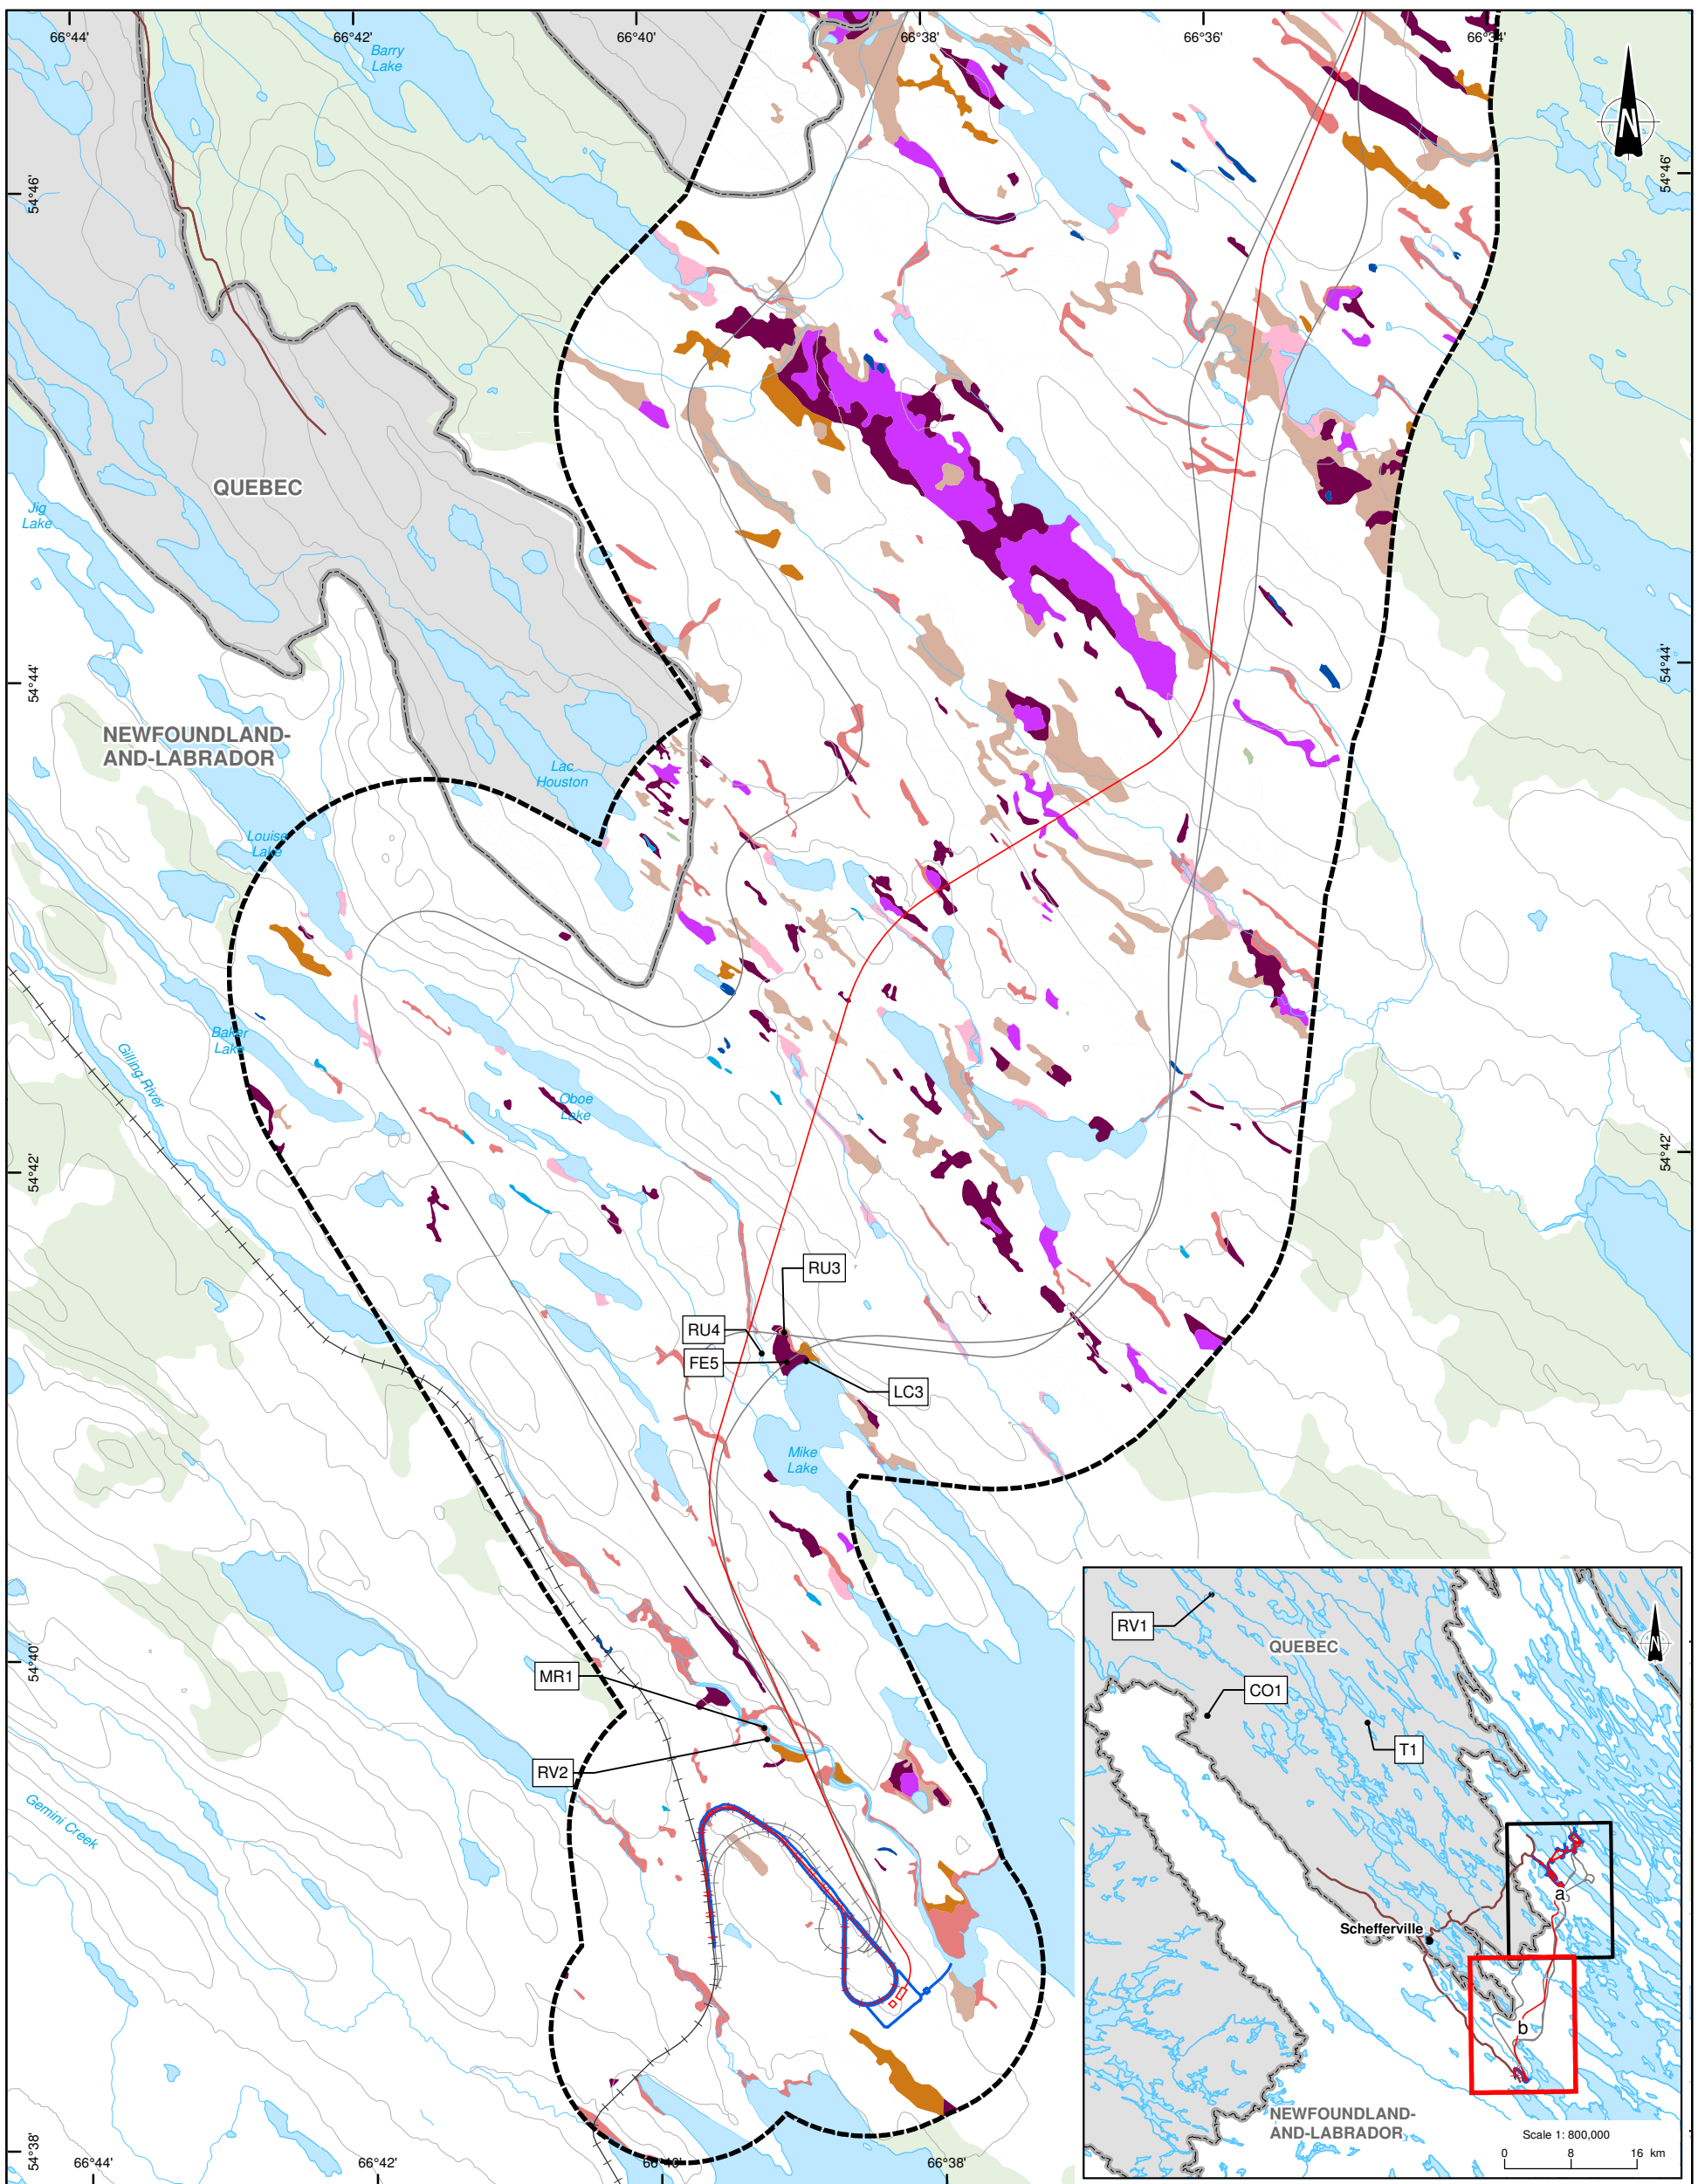 66°44'
66°42'
66°40'
66°38'
66°36'
66°34'
Barry
Lake
N
54°46'
54°46'
QUEBEC
Jig
Lake
54°44'
54°44'
NEWFOUNDLAND-
AND-LABRADOR
Lac
Houston
Louise
Lake
Baker
Lake
Gilling River
Oboe
Lake
54°42'
54°42'
RU3
RU4
FE5
LC3
Mike
Lake
54°40'
MR1
RV2
Gemini Creek
54°38'
66°44'
66°42'
66°40'
66°38'
RV1
QUEBEC
N
CO1
T1
a
Schefferville
b
NEWFOUNDLAND-
AND-LABRADOR
Scale 1: 800,000
0 8 16 km